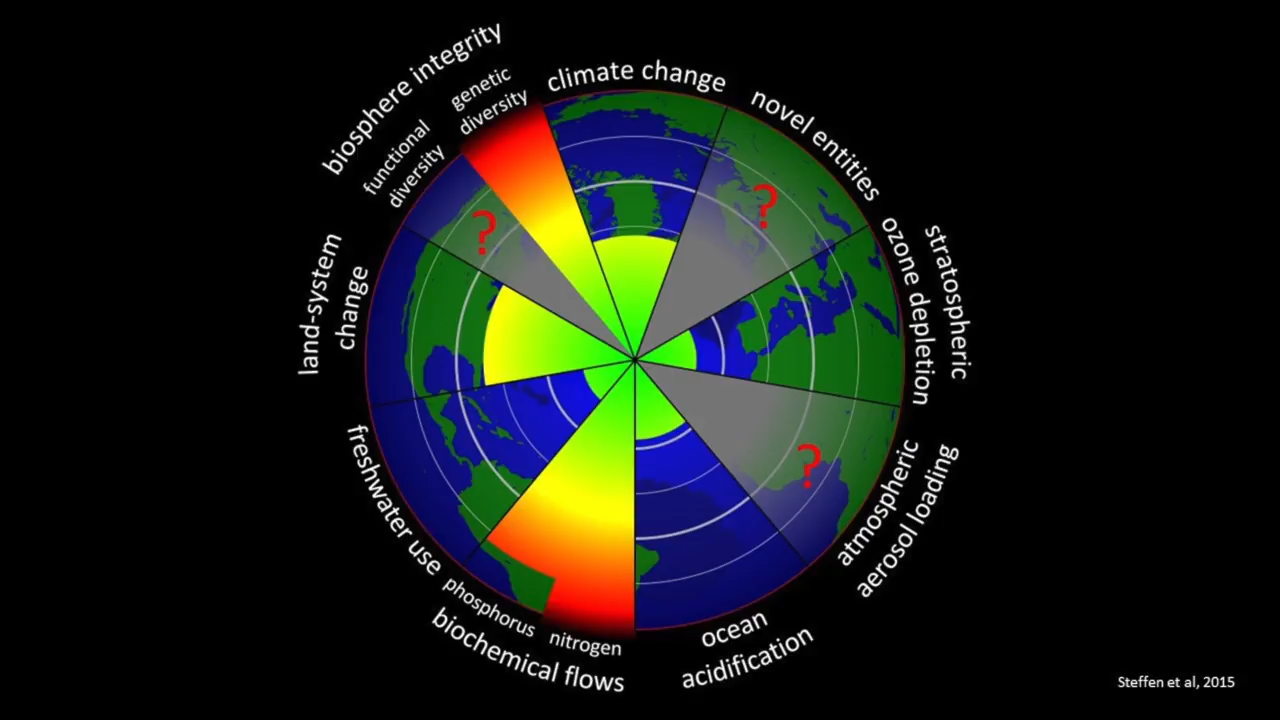 biosphere integrity
genetic
diversity
functional
diversity
climate change
novel entities
stratospheric
ozone depletion
atmospheric
aerosol loading
ocean
acidification
nitrogen
phosphorus
biochemical flows
freshwater use
land-system
change
?
?
?
Steffen et al, 2015